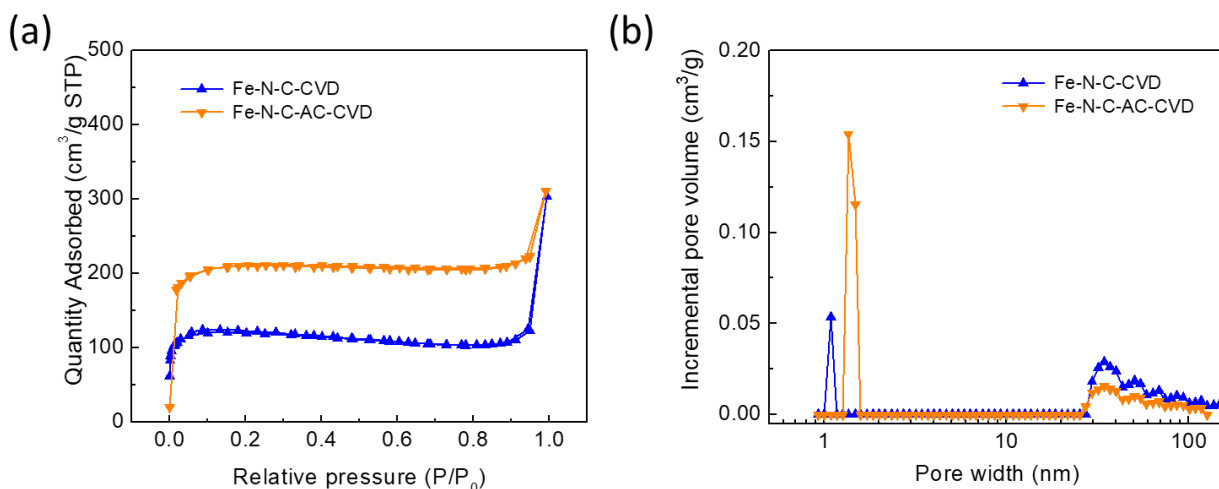 (a)
Quantity Adsorbed (cm³/g STP)
500
400
300
200
100
0
Fe-N-C-CVD
Fe-N-C-AC-CVD
0.0 0.2 0.4 0.6 0.8 1.0
Relative pressure (P/P₀)
(b)
Incremental pore volume (cm³/g)
0.20
0.15
0.10
0.05
0.00
Fe-N-C-CVD
Fe-N-C-AC-CVD
1 10 100
Pore width (nm)